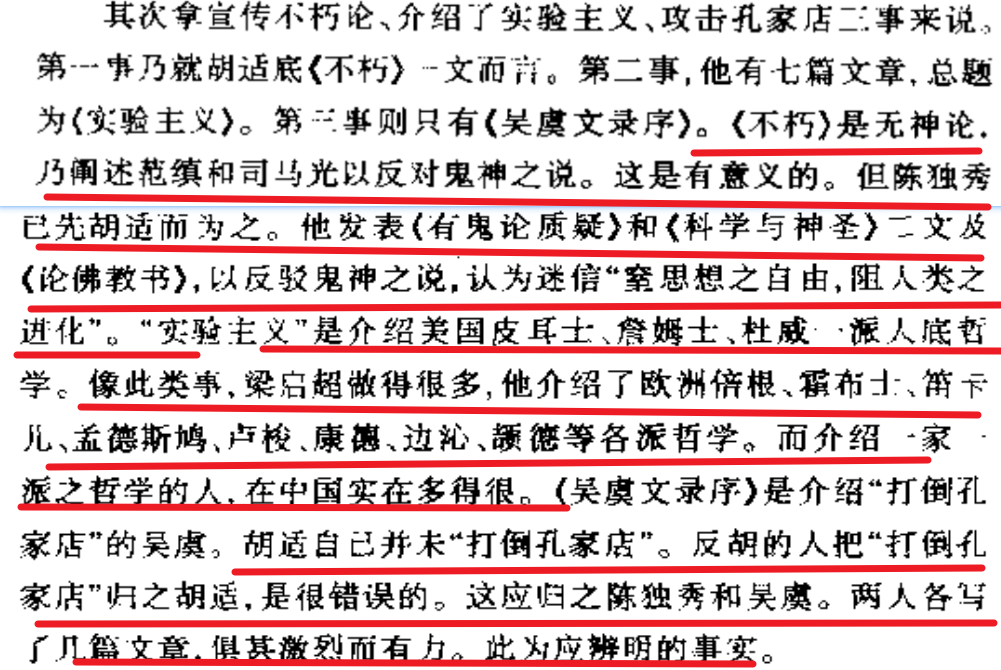 其次拿宣传不朽论、介绍了实验主义、攻击孔家店三事来说。
第一事乃就胡适底《不朽》一文而言。第二事,他有七篇文章,总题
为《实验主义》。第三事则只有《吴虞文录序》。《不朽》是无神论,
乃阐述范缜和司马光以反对鬼神之说。这是有意义的。但陈独秀
已先胡适而为之。他发表《有鬼论质疑》和《科学与神圣》二文及
《论佛教书》,以反驳鬼神之说,认为迷信“窒思想之自由,阻人类之
进化”。“实验主义”是介绍美国皮耳士、詹姆士、杜威一派人底哲
学。像此类事,梁启超做得很多,他介绍了欧洲倍根、霍布士、笛卡
儿、孟德斯鸠、卢梭、康德、边沁、颉德等各派哲学。而介绍一家一
派之哲学的人,在中国实在多得很。《吴虞文录序》是介绍“打倒孔
家店”的吴虞。胡适自己并未“打倒孔家店”。反胡的人把“打倒孔
家店”归之胡适,是很错误的。这应归之陈独秀和吴虞。两人各写
了几篇文章,俱甚激烈而有力。此为应辨明的事实。